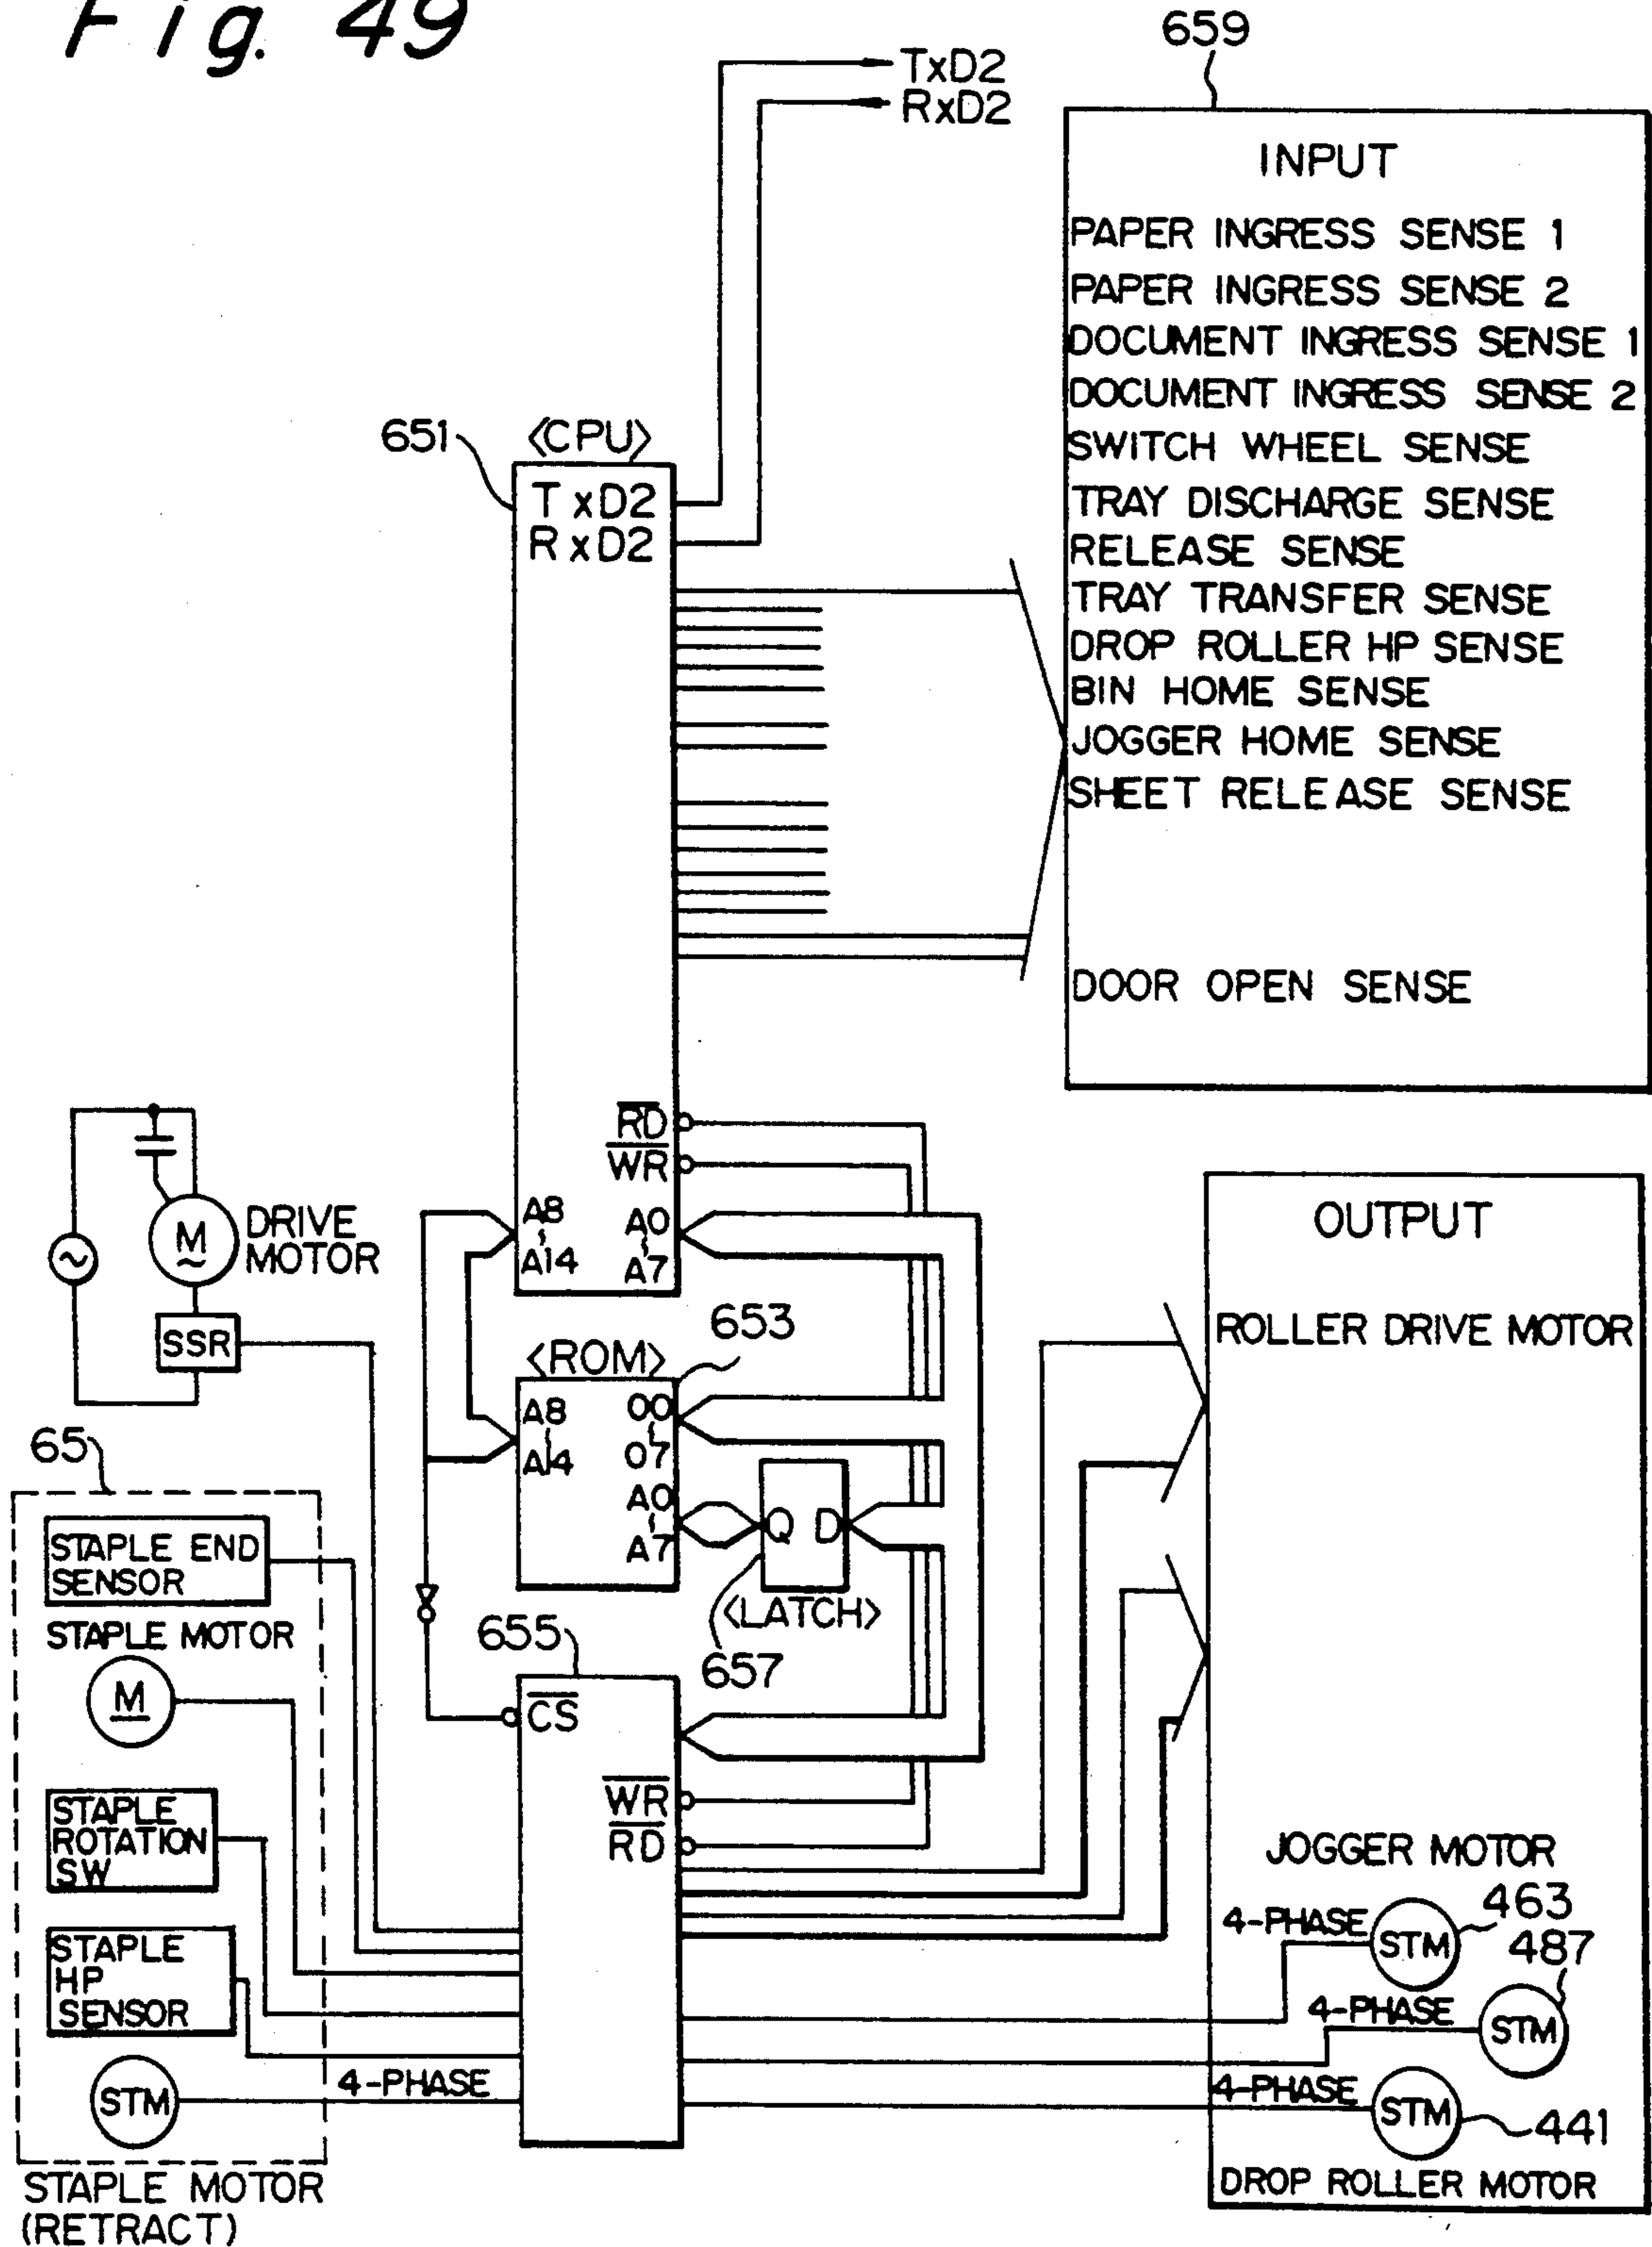 Fig. 49
659
TxD2
RxD2
INPUT
PAPER INGRESS SENSE 1
PAPER INGRESS SENSE 2
DOCUMENT INGRESS SENSE 1
DOCUMENT INGRESS SENSE 2
SWITCH WHEEL SENSE
TRAY DISCHARGE SENSE
RELEASE SENSE
TRAY TRANSFER SENSE
DROP ROLLER HP SENSE
BIN HOME SENSE
JOGGER HOME SENSE
SHEET RELEASE SENSE
DOOR OPEN SENSE
651
<CPU>
TxD2
RxD2
RD
WR
A8
A14
A0
A7
M
~
DRIVE
MOTOR
~
SSR
653
<ROM>
A8
A14
00
07
A0
A7
Q D
<LATCH>
657
65
STAPLE END
SENSOR
STAPLE MOTOR
M
STAPLE
ROTATION
SW
STAPLE
HP
SENSOR
STM
4-PHASE
STAPLE MOTOR
(RETRACT)
655
CS
WR
RD
OUTPUT
ROLLER DRIVE MOTOR
JOGGER MOTOR
4-PHASE
STM
463
487
4-PHASE
STM
4-PHASE
STM
441
DROP ROLLER MOTOR